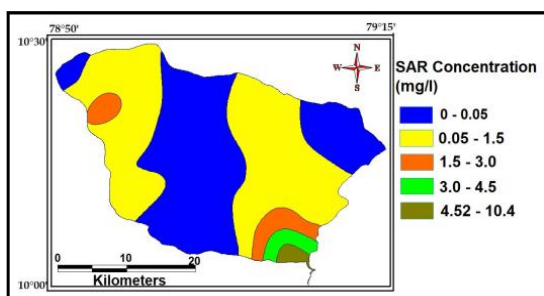 78°50' 79°15'
10°30'
N
W E
S
SAR Concentration
(mg/l)
0 - 0.05
0.05 - 1.5
1.5 - 3.0
3.0 - 4.5
4.52 - 10.4
0 10 20
Kilometers
10°00